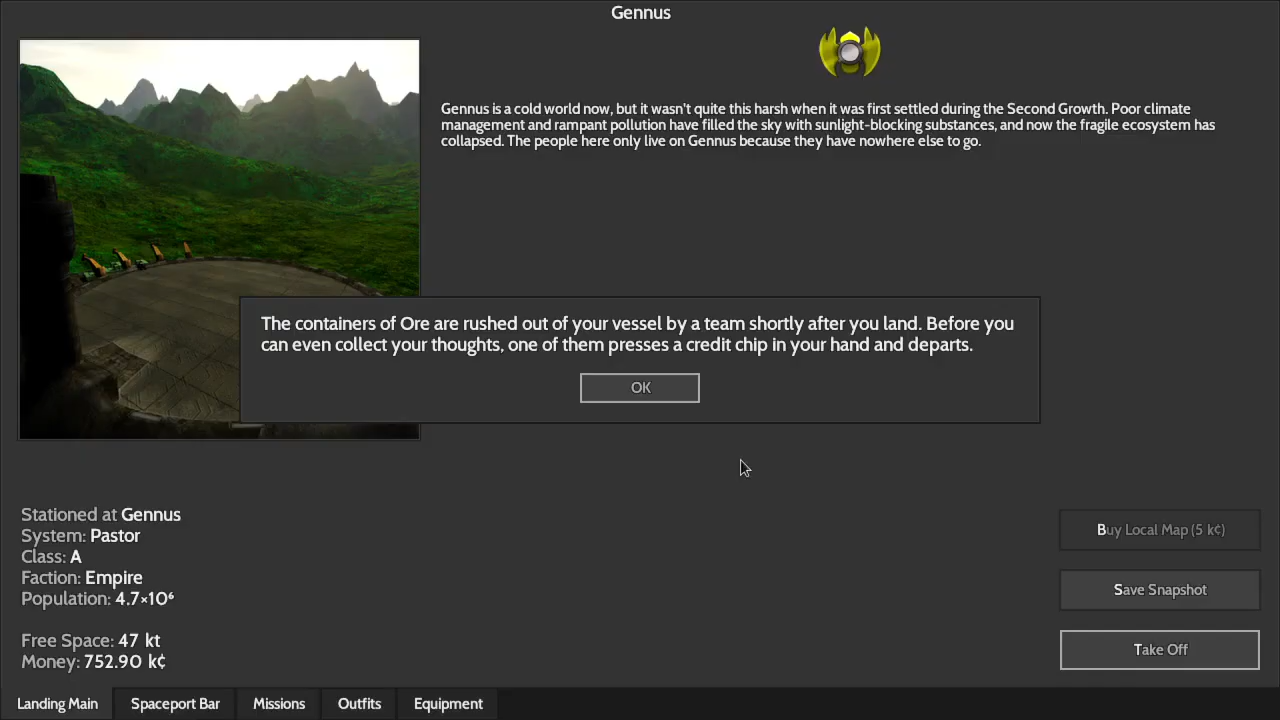 Gennus
Gennus is a cold world now, but it wasn't quite this harsh when it was first settled during the Second Growth. Poor climate
management and rampant pollution have filled the sky with sunlight-blocking substances, and now the fragile ecosystem has
collapsed. The people here only live on Gennus because they have nowhere else to go.
The containers of Ore are rushed out of your vessel by a team shortly after you land. Before you
can even collect your thoughts, one of them presses a credit chip in your hand and departs.
OK
Stationed at Gennus
System: Pastor
Class: A
Faction: Empire
Population: 4.7×10⁶
Free Space: 47 kt
Money: 752.90 k¢
Buy Local Map (5 k¢)
Save Snapshot
Take Off
Landing Main
Spaceport Bar
Missions
Outfits
Equipment